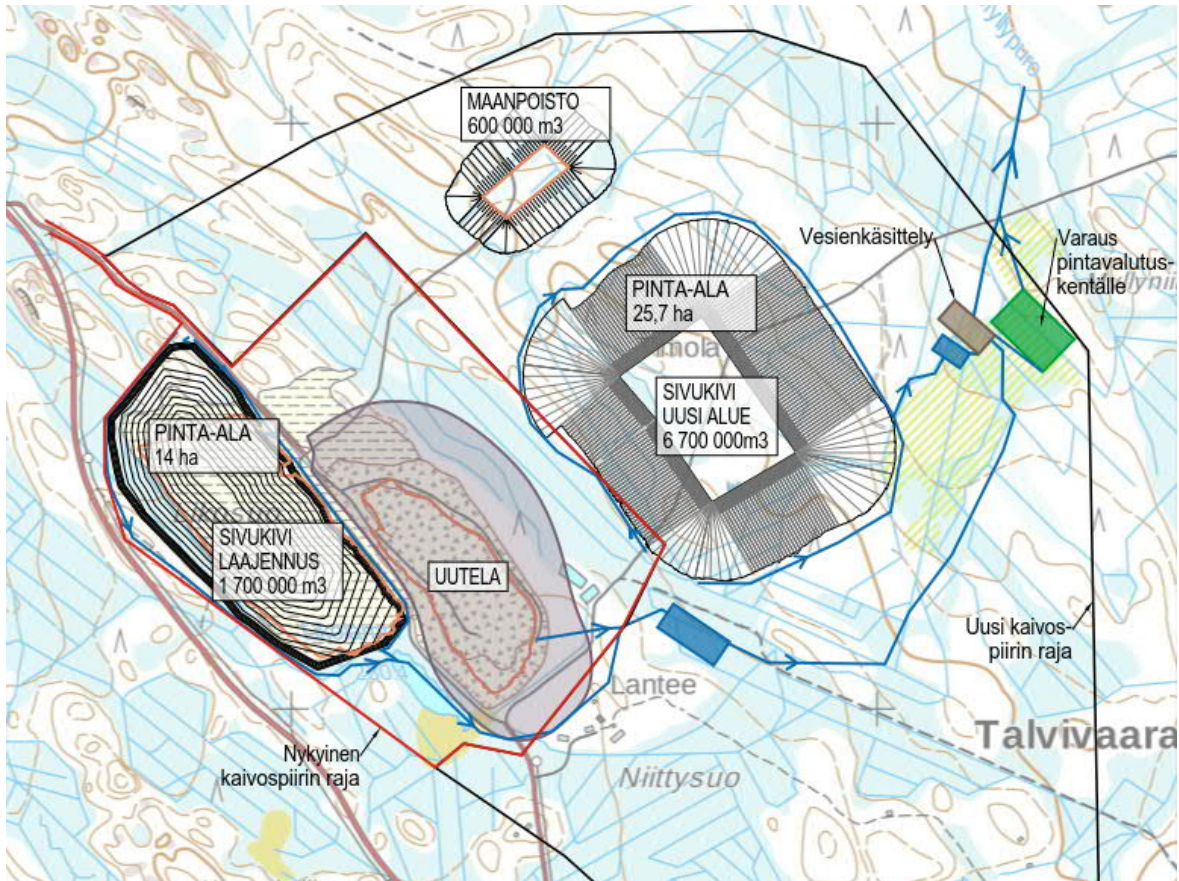 MAANPOISTO
600 000 m3
Vesienkäsittely
Varaus
pintavalutus-
kentälle
PINTA-ALA
25,7 ha
SIVUKIVI
UUSI ALUE
6 700 000m3
PINTA-ALA
14 ha
SIVUKIVI
LAAJENNUS
1 700 000 m3
UUTELA
Uusi kaivos-
piirin raja
Lantee
Talvivaara
Nykyinen
kaivospiirin raja
Niittysuo